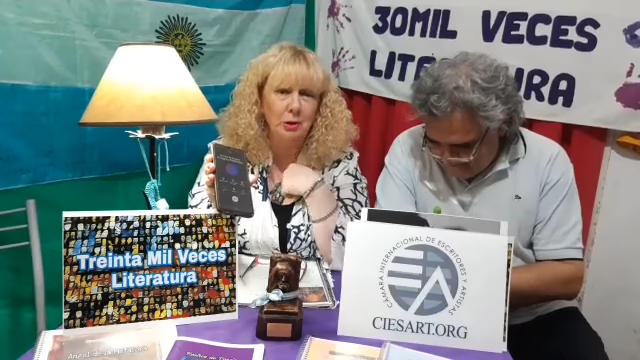 30MIL VECES
LITERATURA
Treinta Mil Veces
Literatura
CÁMARA INTERNACIONAL DE ESCRITORES Y ARTISTAS
CIESART.ORG